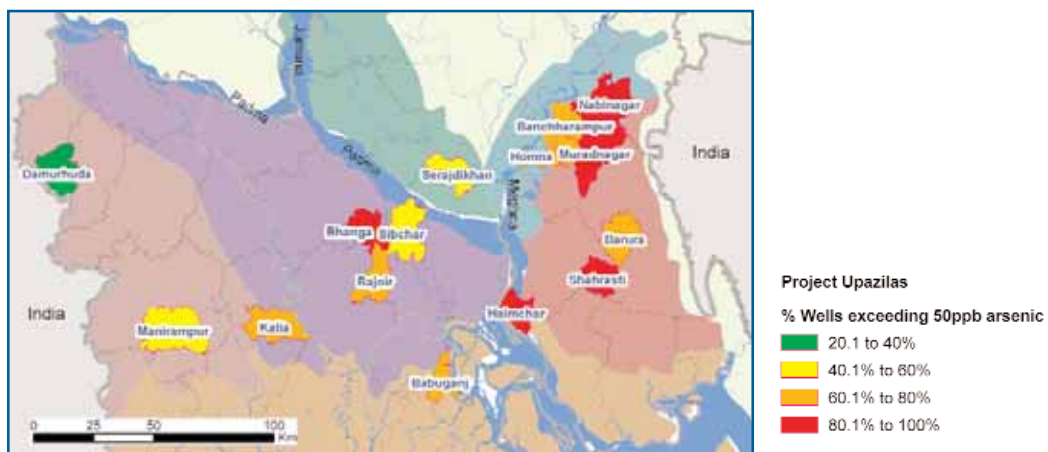 Jamuna
Padma
Nabinagar
Banchharampur
Homna
Muradnagar
India
Damurhuda
Padma
Serajdikhan
Meghna
Bhanga
Sibchar
Barura
Rajoir
Shahrasti
India
Haimchar
Manirampur
Kalia
Babuganj
0 25 50 100
Km
Project Upazilas
% Wells exceeding 50ppb arsenic
20.1 to 40%
40.1% to 60%
60.1% to 80%
80.1% to 100%